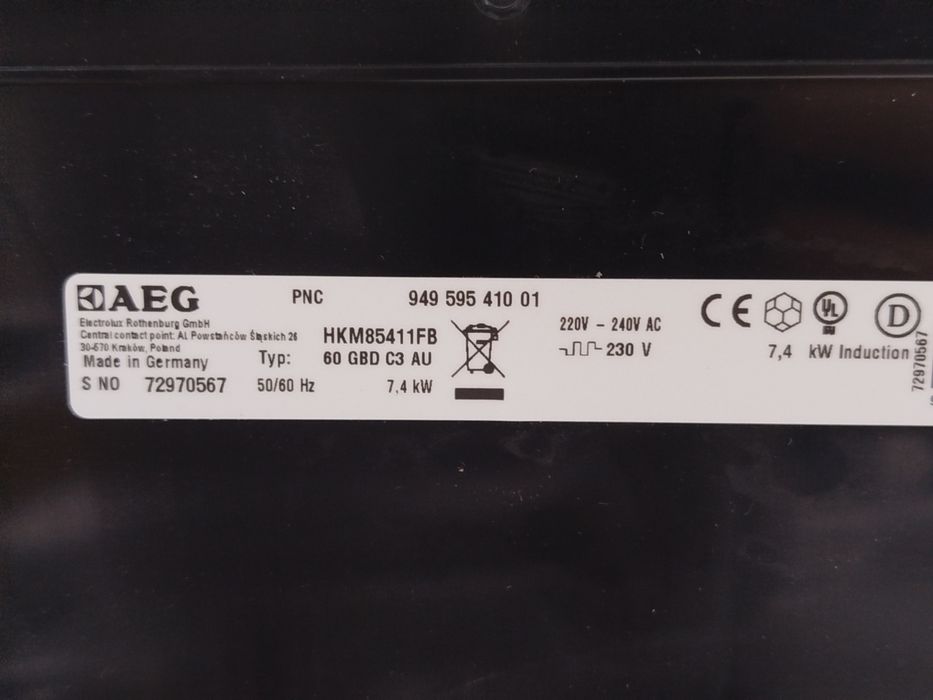 AEG
PNC 949 595 410 01
Electrolux Rothenburg GmbH
Central contact point: Al. Powstańców Śląskich 26
30-570 Kraków, Poland
Made in Germany
S NO 72970567
HKM85411FB
Typ: 60 GBD C3 AU
50/60 Hz 7,4 kW
220V - 240V AC
230 V
CE
UL
D
7,4 kW Induction
72970567